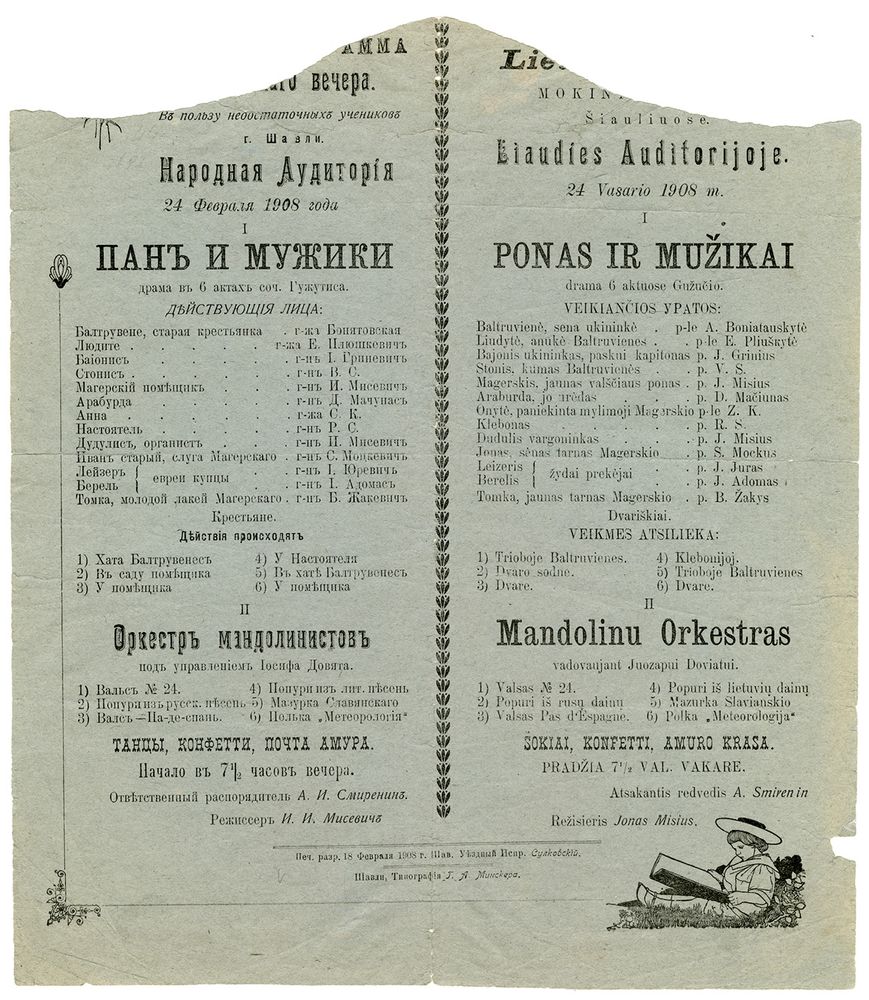 АММА
вечера.
Въ пользу недостаточныхъ учениковъ
г. Шавли.
Народная Аудиторія
24 Февраля 1908 года
I
ПАНЪ И МУЖИКИ
драма въ 6 актахъ соч. Гужутиса.
ДѢЙСТВУЮЩІЯ ЛИЦА:
Балтрувене, старая крестьянка . г-жа Бонятовская
Людите . . . . . г-жа Е. Плюшкевичъ
Баіонисъ . . . . г-нъ І. Гриневичъ
Стонисъ . . . . . г-нъ В. С.
Магерскій помѣщикъ . . . г-нъ И. Мисевичъ
Арабурда . . . . г-нъ Д. Мачунасъ
Анна . . . . . г-жа С. К.
Настоятель . . . . г-нъ Р. С.
Дудулисъ, органистъ . . . г-нъ И. Мисевичъ
Иванъ старый, слуга Магерскаго . г-нъ С. Моцкевичъ
Лейзеръ } евреи купцы . . г-нъ І. Юревичъ
Берель } . . г-нъ І. Адомасъ
Томка, молодой лакей Магерскаго . г-нъ Б. Жакевичъ
Крестьяне.
Дѣйствія происходятъ
1) Хата Балтрувенесъ 4) У Настоятеля
2) Въ саду помѣщика 5) Въ хатѣ Балтрувенесъ
3) У помѣщика 6) У помѣщика
II
Оркестръ мандолинистовъ
подъ управленіемъ Іосифа Довята.
1) Вальсъ № 24. 4) Попури изъ лит. пѣсень
2) Попури изъ русск. пѣсень 5) Мазурка Славянскаго
3) Валсъ—Па-де-спань. 6) Полька „Метеорологія“
ТАНЦЫ, КОНФЕТТИ, ПОЧТА АМУРА.
Начало въ 7 1/2 часовъ вечера.
Отвѣтственный распорядитель А. И. Смиренинъ.
Режиссеръ И. И. Мисевичъ
Liet
MOKIN
Šiauliuose.
Liaudies Auditorijoje.
24 Vasario 1908 m.
I
PONAS IR MUŽIKAI
drama 6 aktuose Gužučio.
VEIKIANČIOS YPATOS:
Baltruvienė, sena ukininkė . p-le A. Boniatauskytė
Liudytė, anukė Baltruvienes . . p-le E. Pliuškytė
Bajonis ukininkas, paskui kapitonas p. J. Grinius
Stonis, kumas Baltruvienės . . p. V. S.
Magerskis, jaunas valsčiaus ponas . p. J. Misius
Araburda, jo urėdas . . . p. D. Mačiunas
Onytė, paniekinta mylimoji Magerskio p-le Z. K.
Klebonas . . . . p. R. S.
Dudulis vargoninkas . . . p. J. Misius
Jonas, sėnas tarnas Magerskio . p. S. Mockus
Leizeris } žydai prekėjai . . p. J. Juras
Berelis } . . p. J. Adomas
Tomka, jaunas tarnas Magerskio . p. B. Žakys
Dvariškiai.
VEIKMES ATSILIEKA:
1) Trioboje Baltruvienes. 4) Klebonijoj.
2) Dvaro sodne. 5) Trioboje Baltruvienes
3) Dvare. 6) Dvare.
II
Mandolinu Orkestras
vadovaujant Juozapui Doviatui.
1) Valsas № 24. 4) Popuri iš lietuvių dainų
2) Popuri iš rusų dainų 5) Mazurka Slavianskio
3) Valsas Pas d'Espagne. 6) Polka „Meteorologija“
ŠOKIAI, KONFETTI, AMURO KRASA.
PRADŽIA 7 1/2 VAL. VAKARE.
Atsakantis redvedis A. Smirenin
Režisieris Jonas Misius.
Печ. разр. 18 Февраля 1908 г. Шав. Уѣздный Испр. Сулковскій.
Шавли, Типографія Г. А. Минскера.